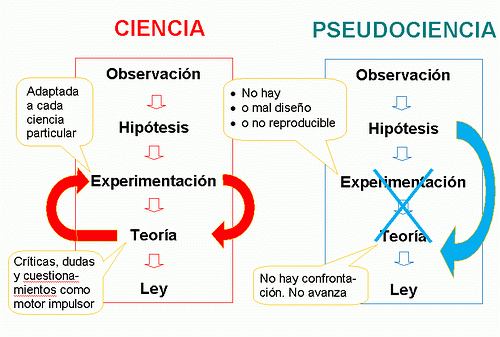 CIENCIA
Observación
Adaptada
a cada
ciencia
particular
Hipótesis
Experimentación
Teoría
Críticas, dudas
y cuestiona-
mientos como
motor impulsor
Ley
PSEUDOCIENCIA
Observación
• No hay
• o mal diseño
• o no reproducible
Hipótesis
Experimentación
Teoría
No hay confronta-
ción. No avanza
Ley